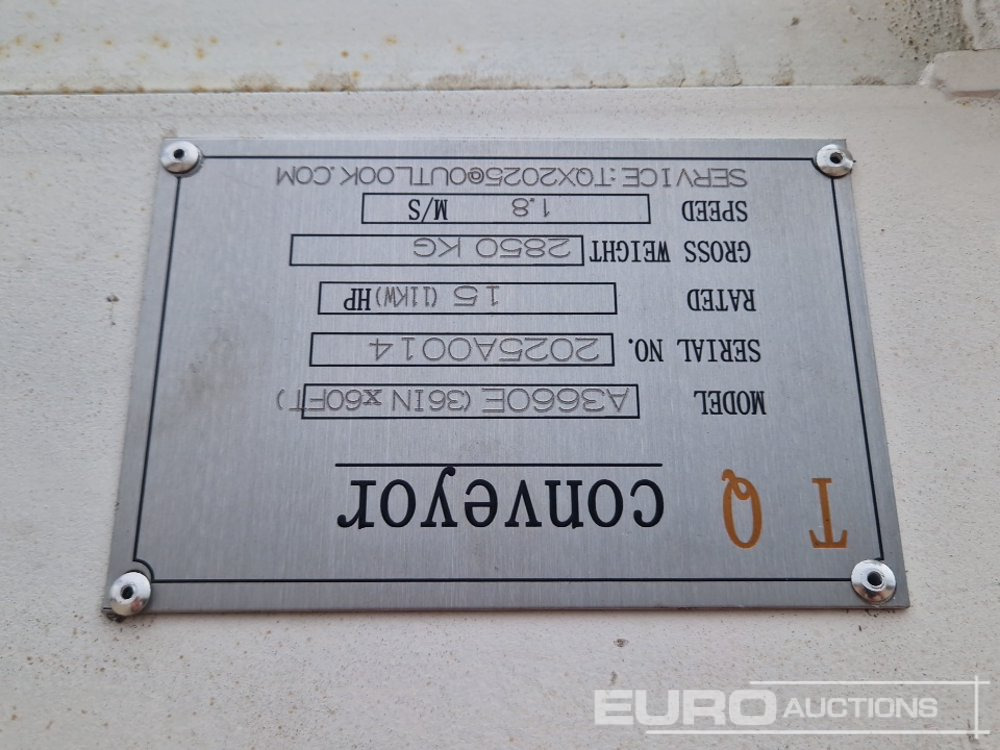 T Q conveyor
MODEL A3660E (36IN x60FT)
SERIAL NO. 2025A0014
RATED 15 (11KW) HP
GROSS WEIGHT 2850 KG
SPEED 1.8 M/S
SERVICE:TQX2025@OUTLOOK.COM
EURO AUCTIONS